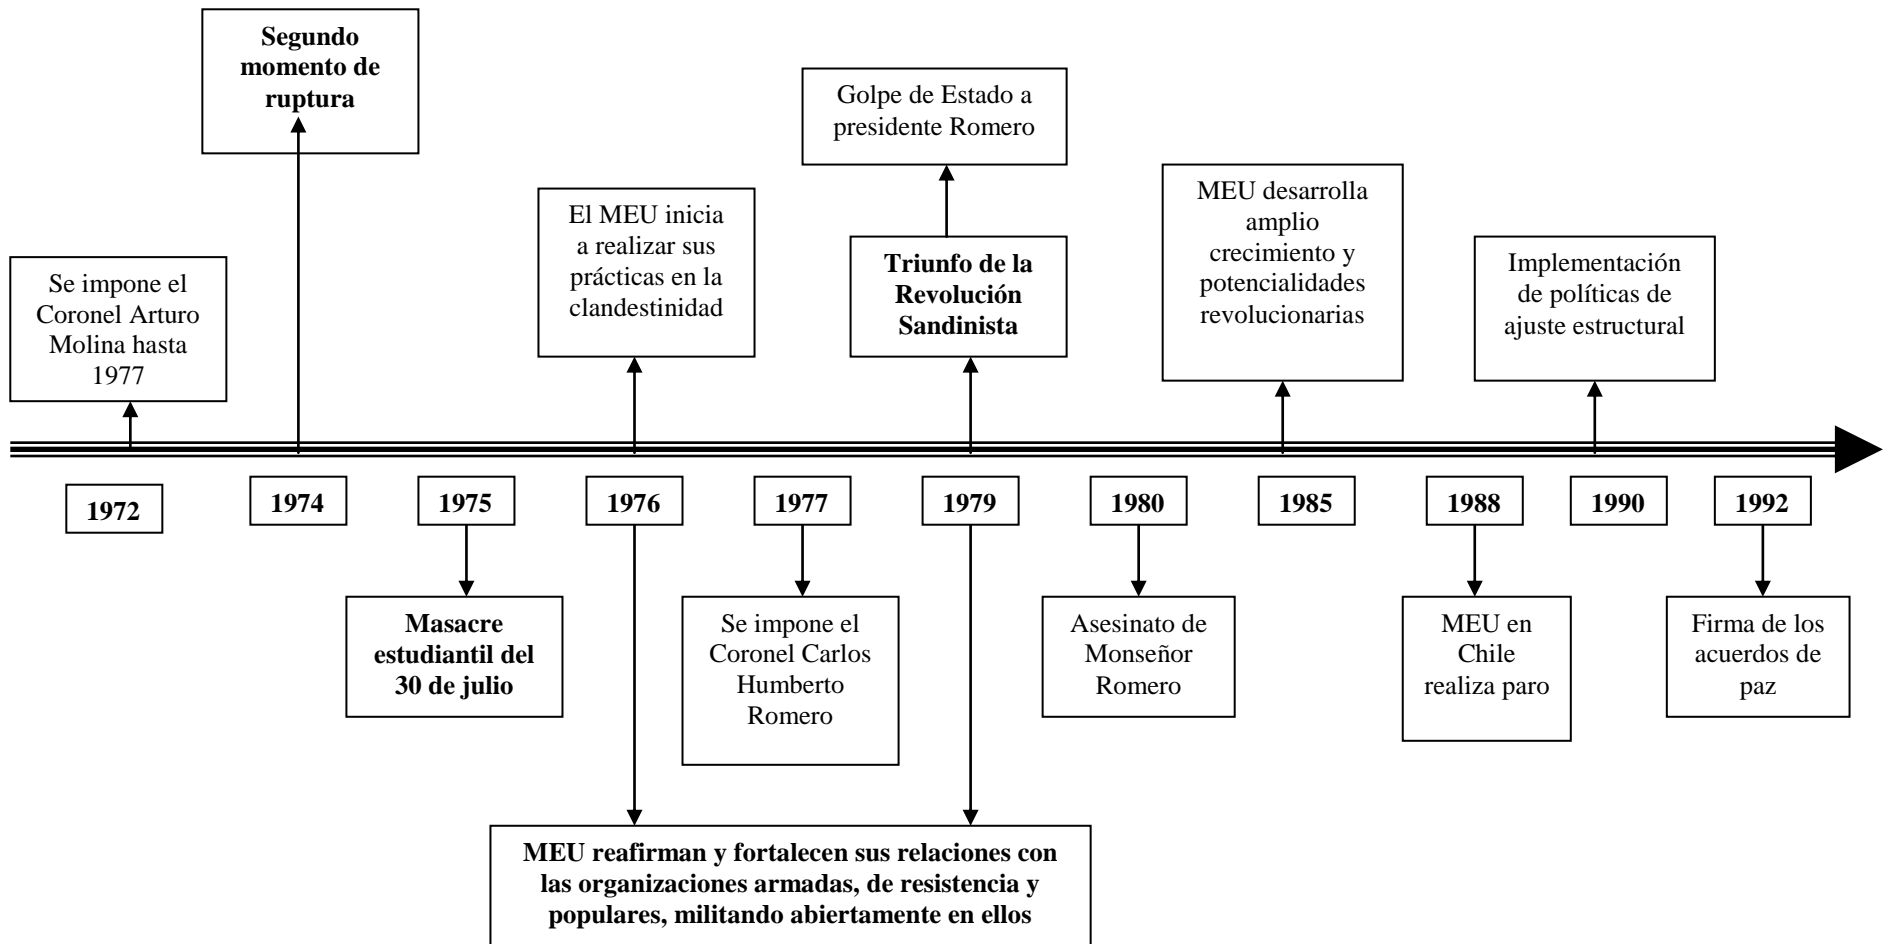 Segundo
momento de
ruptura
Golpe de Estado a
presidente Romero
El MEU inicia
a realizar sus
prácticas en la
clandestinidad
MEU desarrolla
amplio
crecimiento y
potencialidades
revolucionarias
Se impone el
Coronel Arturo
Molina hasta
1977
Triunfo de la
Revolución
Sandinista
Implementación
de políticas de
ajuste estructural
1972
1974
1975
1976
1977
1979
1980
1985
1988
1990
1992
Masacre
estudiantil del
30 de julio
Se impone el
Coronel Carlos
Humberto
Romero
Asesinato de
Monseñor
Romero
MEU en
Chile
realiza paro
Firma de los
acuerdos de
paz
MEU reafirman y fortalecen sus relaciones con
las organizaciones armadas, de resistencia y
populares, militando abiertamente en ellos